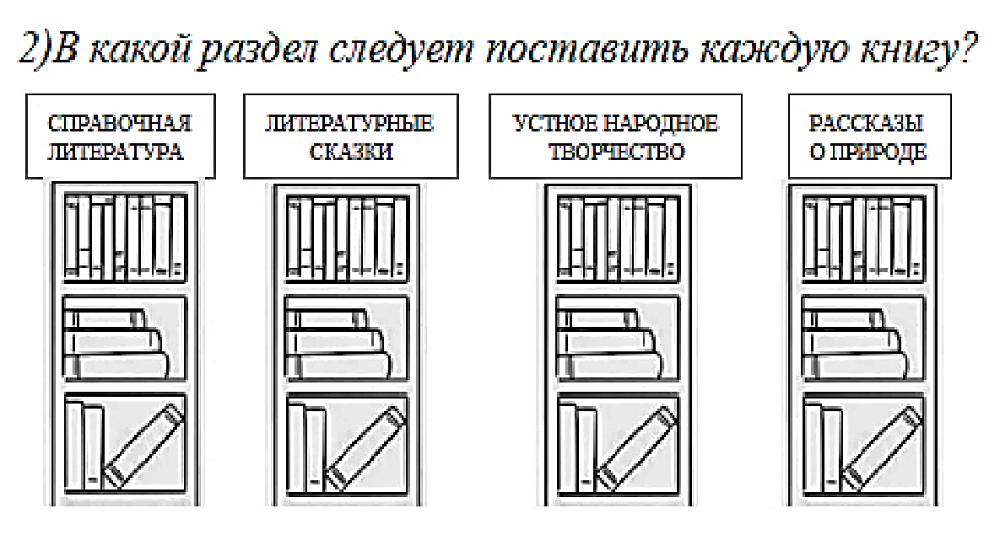 2)В какой раздел следует поставить каждую книгу?
СПРАВОЧНАЯ
ЛИТЕРАТУРА
ЛИТЕРАТУРНЫЕ
СКАЗКИ
УСТНОЕ НАРОДНОЕ
ТВОРЧЕСТВО
РАССКАЗЫ
О ПРИРОДЕ